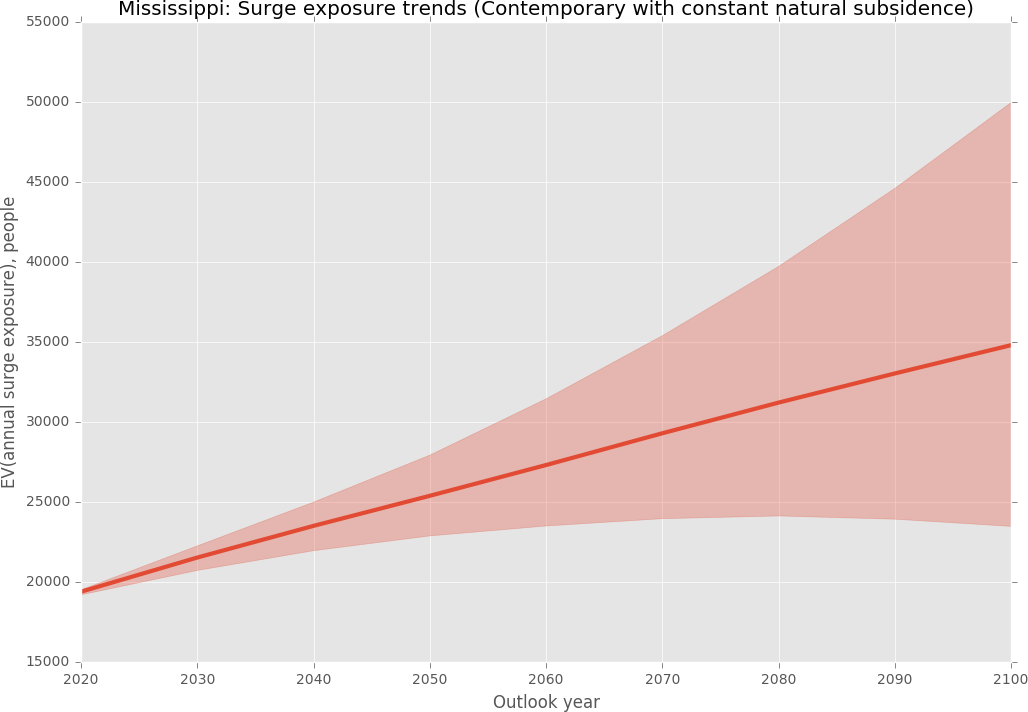 Mississippi: Surge exposure trends (Contemporary with constant natural subsidence)
55000
50000
45000
40000
35000
30000
25000
20000
15000
EV(annual surge exposure), people
2020 2030 2040 2050 2060 2070 2080 2090 2100
Outlook year